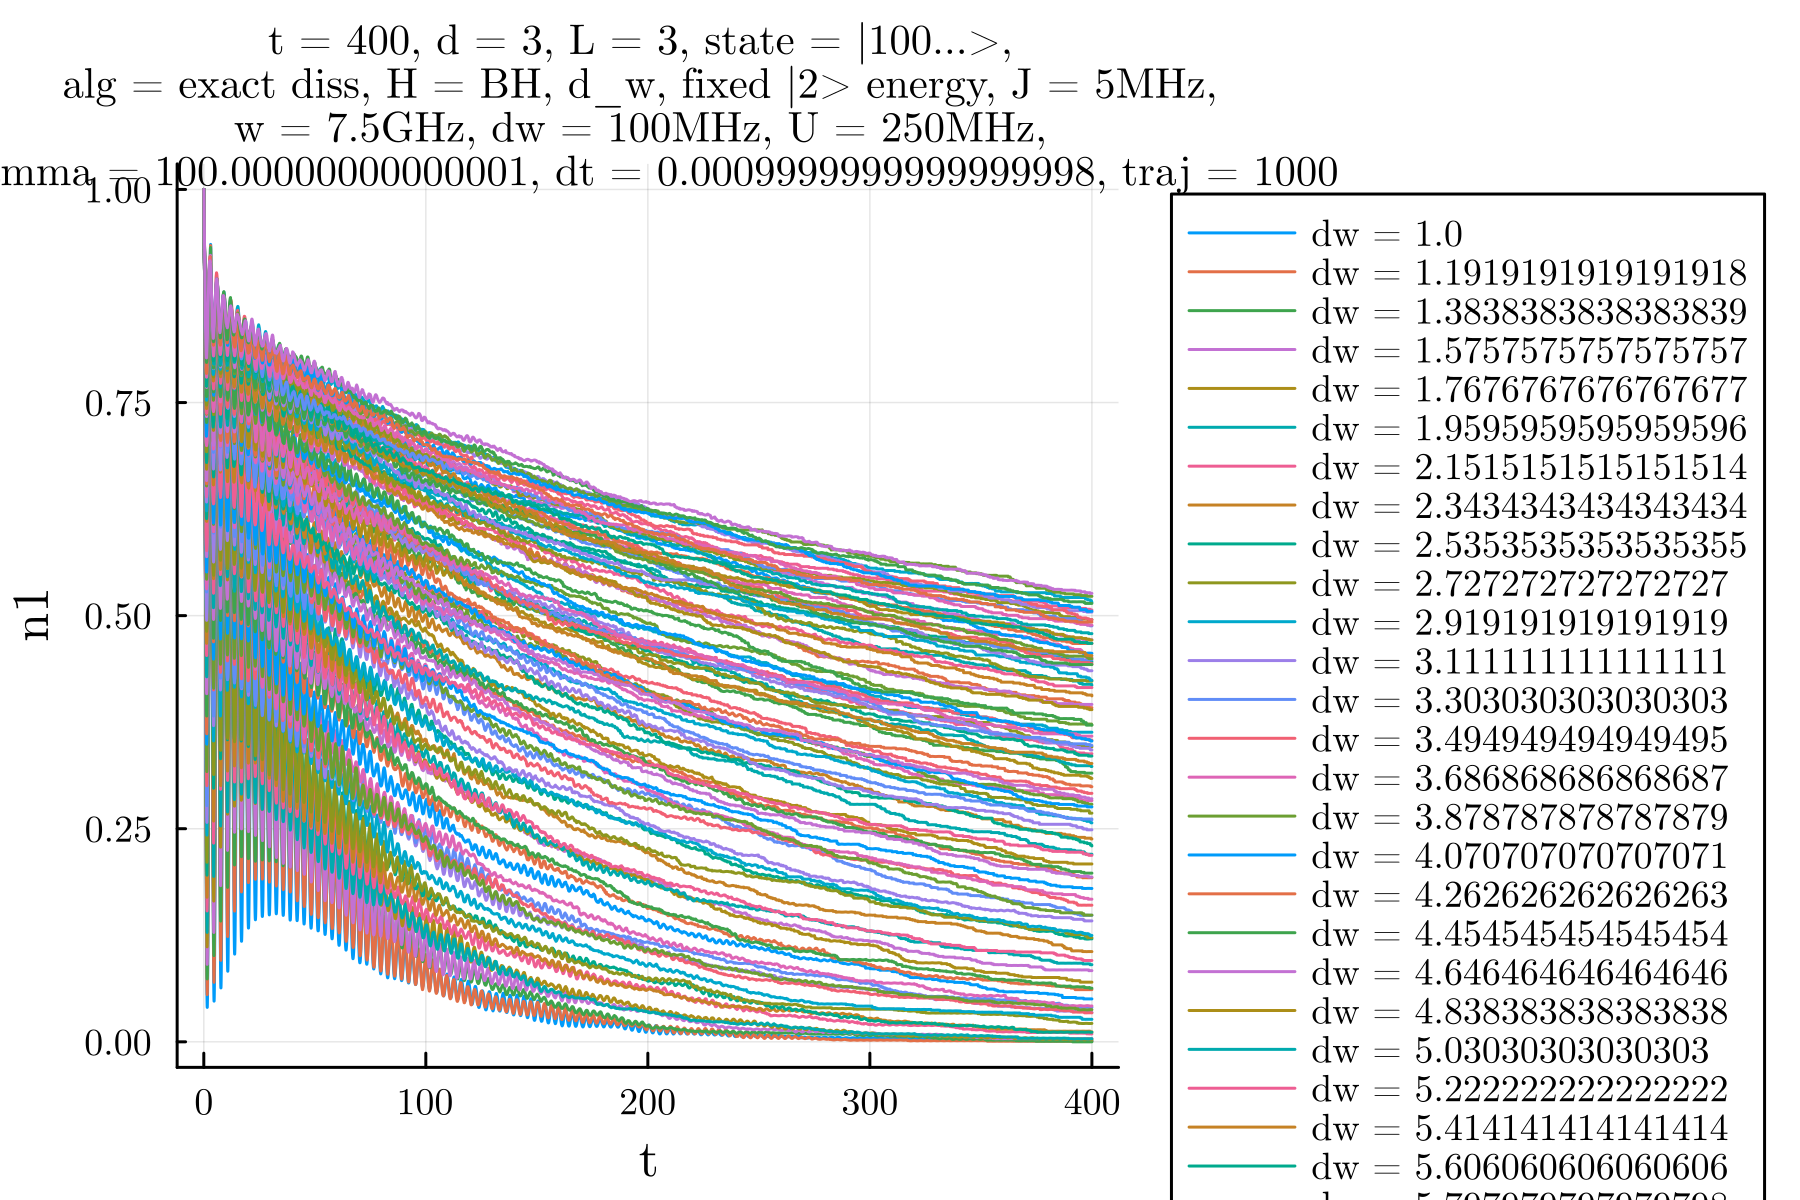 t = 400, d = 3, L = 3, state = |100...>,
alg = exact diss, H = BH, d_w, fixed |2> energy, J = 5MHz,
w = 7.5GHz, dw = 100MHz, U = 250MHz,
mma = 100.00000000000001, dt = 0.0009999999999999998, traj = 1000
1.00
0.75
0.50
0.25
0.00
n1
0 100 200 300 400
t
dw = 1.0
dw = 1.1919191919191918
dw = 1.3838383838383839
dw = 1.5757575757575757
dw = 1.7676767676767677
dw = 1.9595959595959596
dw = 2.1515151515151514
dw = 2.3434343434343434
dw = 2.5353535353535355
dw = 2.727272727272727
dw = 2.919191919191919
dw = 3.111111111111111
dw = 3.303030303030303
dw = 3.494949494949495
dw = 3.686868686868687
dw = 3.878787878787879
dw = 4.070707070707071
dw = 4.262626262626263
dw = 4.454545454545454
dw = 4.646464646464646
dw = 4.838383838383838
dw = 5.03030303030303
dw = 5.222222222222222
dw = 5.414141414141414
dw = 5.606060606060606